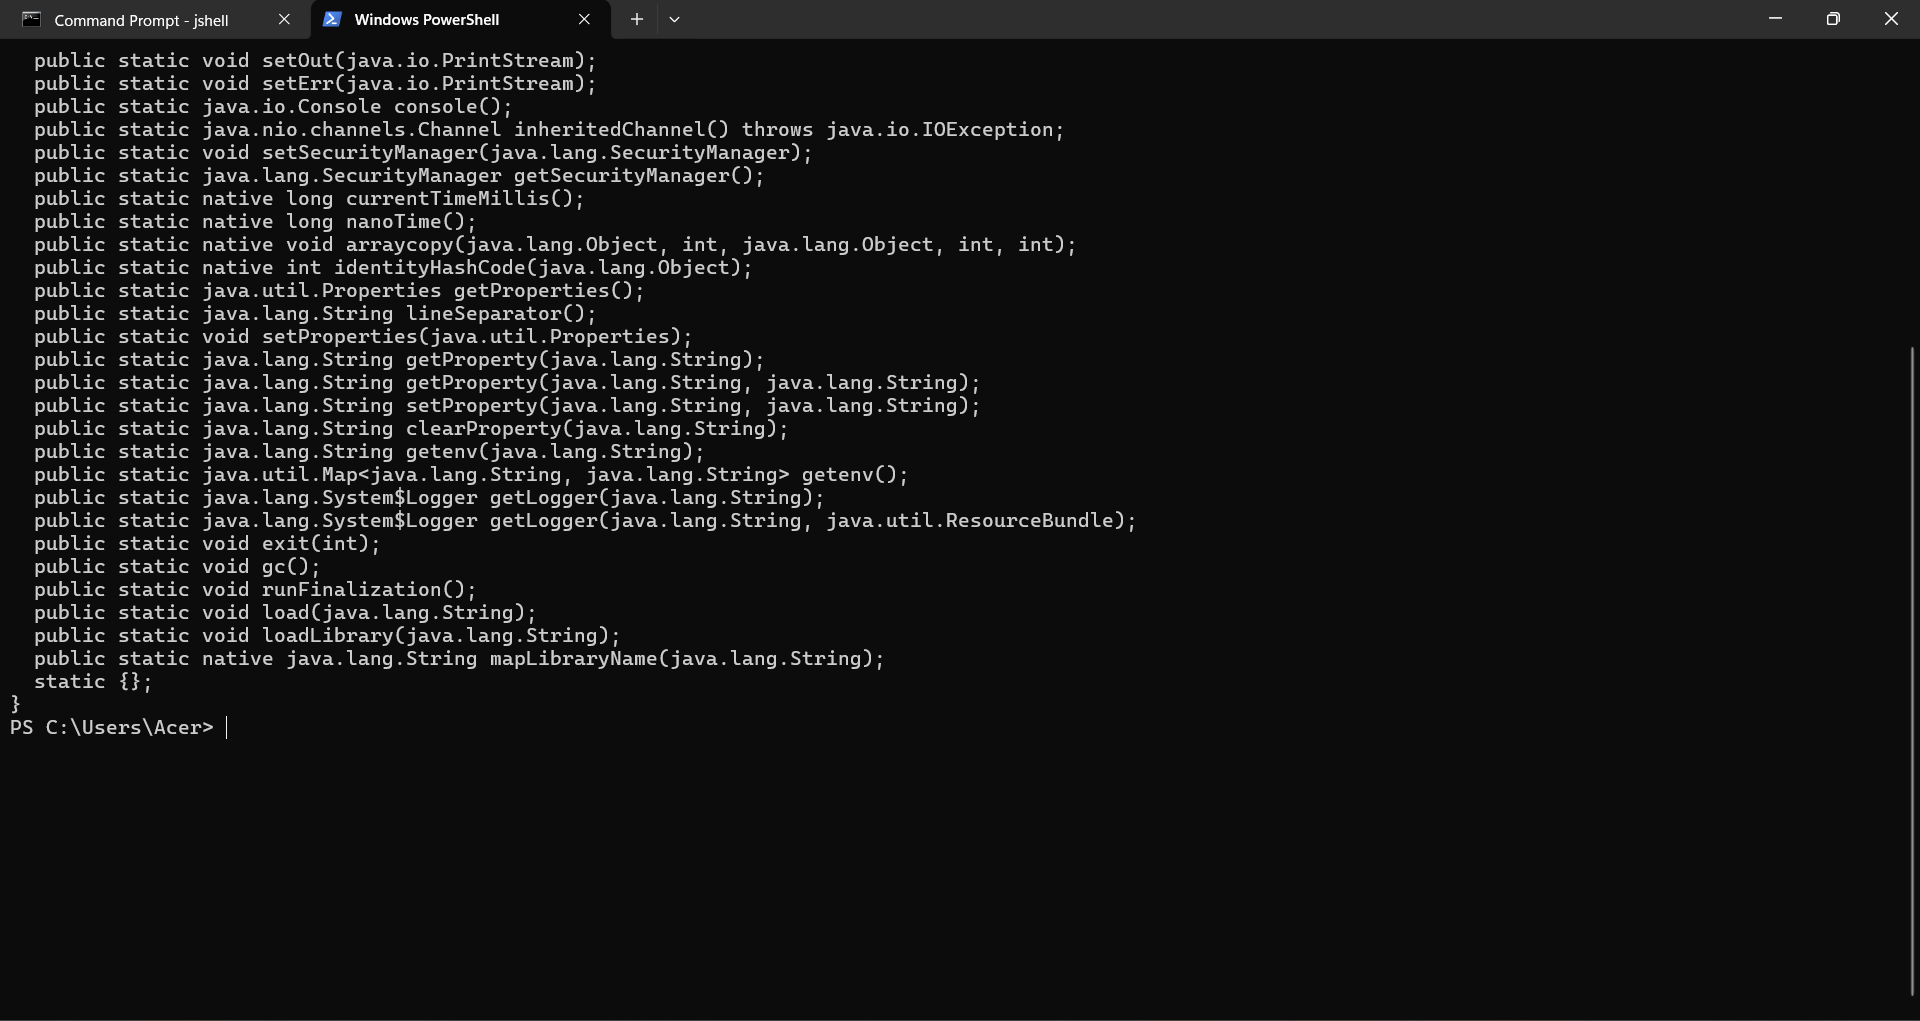 Command Prompt - jshell
Windows PowerShell
public static void setOut(java.io.PrintStream);
public static void setErr(java.io.PrintStream);
public static java.io.Console console();
public static java.nio.channels.Channel inheritedChannel() throws java.io.IOException;
public static void setSecurityManager(java.lang.SecurityManager);
public static java.lang.SecurityManager getSecurityManager();
public static native long currentTimeMillis();
public static native long nanoTime();
public static native void arraycopy(java.lang.Object, int, java.lang.Object, int, int);
public static native int identityHashCode(java.lang.Object);
public static java.util.Properties getProperties();
public static java.lang.String lineSeparator();
public static void setProperties(java.util.Properties);
public static java.lang.String getProperty(java.lang.String);
public static java.lang.String getProperty(java.lang.String, java.lang.String);
public static java.lang.String setProperty(java.lang.String, java.lang.String);
public static java.lang.String clearProperty(java.lang.String);
public static java.lang.String getenv(java.lang.String);
public static java.util.Map<java.lang.String, java.lang.String> getenv();
public static java.lang.System$Logger getLogger(java.lang.String);
public static java.lang.System$Logger getLogger(java.lang.String, java.util.ResourceBundle);
public static void exit(int);
public static void gc();
public static void runFinalization();
public static void load(java.lang.String);
public static void loadLibrary(java.lang.String);
public static native java.lang.String mapLibraryName(java.lang.String);
static {};
}
PS C:\Users\Acer>